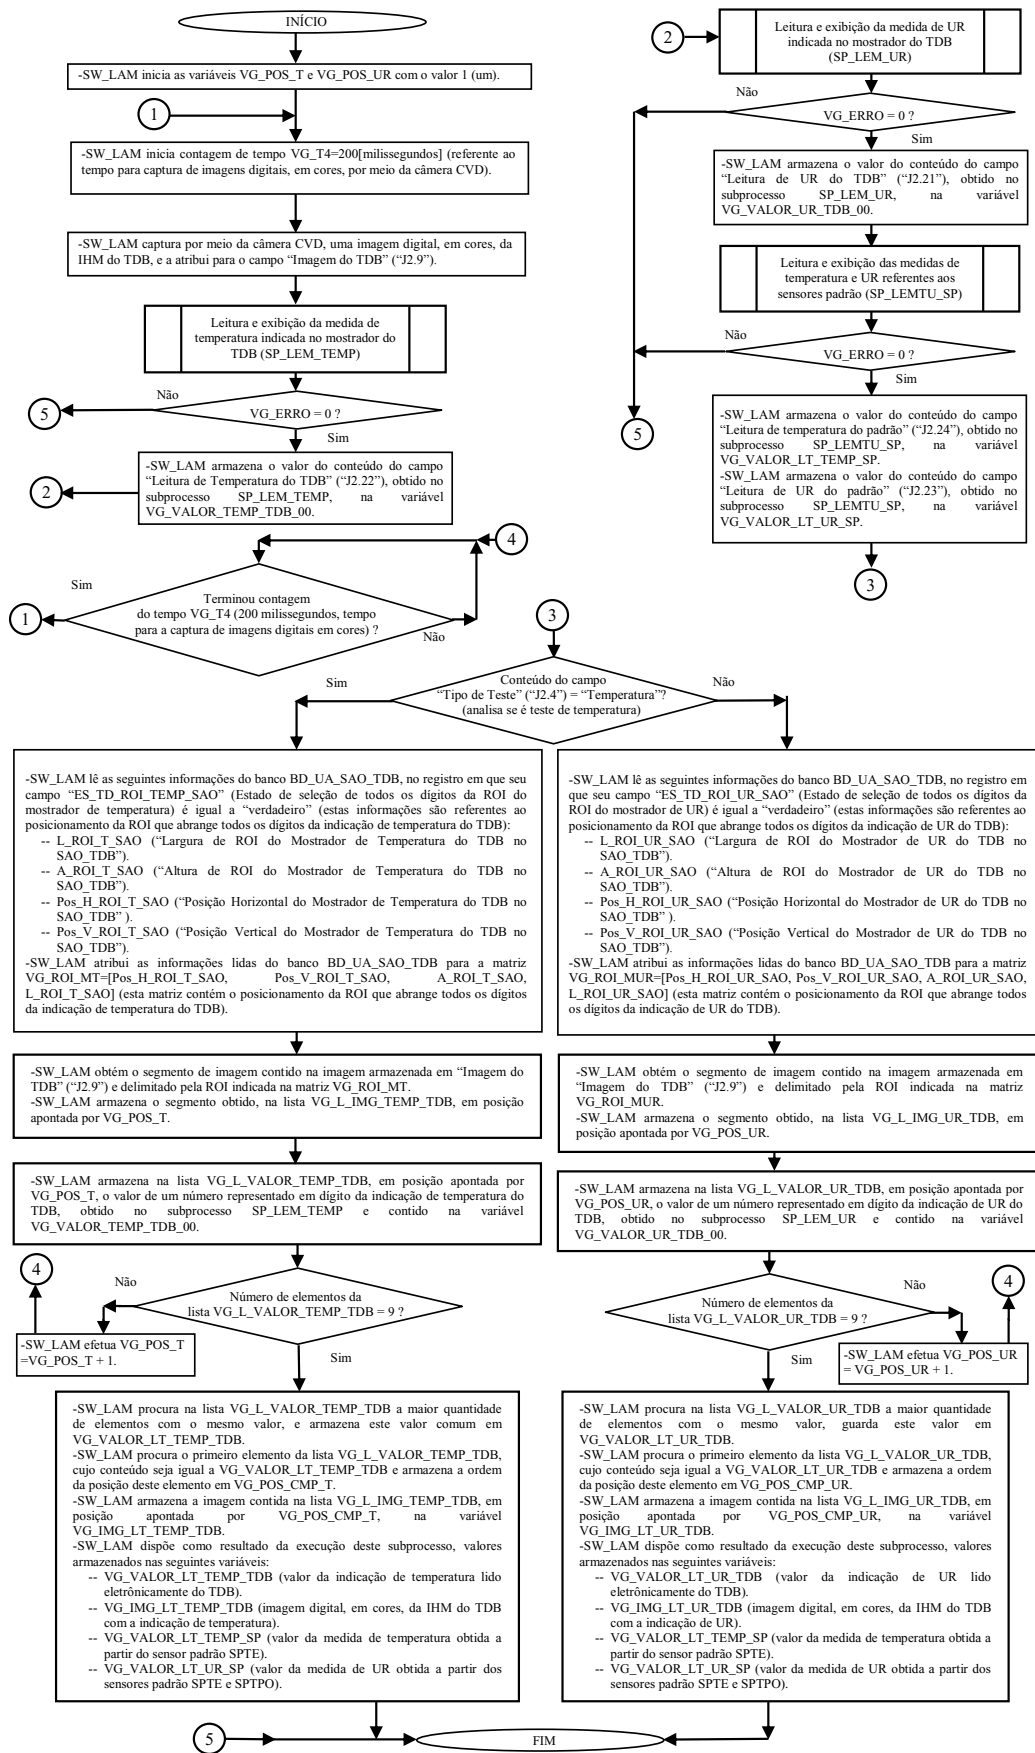 INÍCIO
-SW_LAM inicia as variáveis VG_POS_T e VG_POS_UR com o valor 1 (um).
1
-SW_LAM inicia contagem de tempo VG_T4=200[milissegundos] (referente ao
tempo para captura de imagens digitais, em cores, por meio da câmera CVD).
-SW_LAM captura por meio da câmera CVD, uma imagem digital, em cores, da
IHM do TDB, e a atribui para o campo “Imagem do TDB” (“J2.9”).
Leitura e exibição da medida de
temperatura indicada no mostrador do
TDB (SP_LEM_TEMP)
Não
5
VG_ERRO = 0 ?
Sim
-SW_LAM armazena o valor do conteúdo do campo
“Leitura de Temperatura do TDB” (“J2.22”), obtido no
subprocesso SP_LEM_TEMP, na variável
VG_VALOR_TEMP_TDB_00.
2
2
Leitura e exibição da medida de UR
indicada no mostrador do TDB
(SP_LEM_UR)
Não
VG_ERRO = 0 ?
Sim
-SW_LAM armazena o valor do conteúdo do campo
“Leitura de UR do TDB” (“J2.21”), obtido no
subprocesso SP_LEM_UR, na variável
VG_VALOR_UR_TDB_00.
Leitura e exibição das medidas de
temperatura e UR referentes aos
sensores padrão (SP_LEMTU_SP)
Não
VG_ERRO = 0 ?
Sim
5
-SW_LAM armazena o valor do conteúdo do campo
“Leitura de temperatura do padrão” (“J2.24”), obtido no
subprocesso SP_LEMTU_SP, na variável
VG_VALOR_LT_TEMP_SP.
-SW_LAM armazena o valor do conteúdo do campo
“Leitura de UR do padrão” (“J2.23”), obtido no
subprocesso SP_LEMTU_SP, na variável
VG_VALOR_LT_UR_SP.
3
4
Sim
1
Terminou contagem
do tempo VG_T4 (200 milissegundos, tempo
para a captura de imagens digitais em cores) ?
Não
3
Sim
Conteúdo do campo
“Tipo de Teste” (“J2.4”) = “Temperatura”?
(analisa se é teste de temperatura)
Não
-SW_LAM lê as seguintes informações do banco BD_UA_SAO_TDB, no registro em que seu
campo “ES_TD_ROI_TEMP_SAO” (Estado de seleção de todos os dígitos da ROI do
mostrador de temperatura) é igual a “verdadeiro” (estas informações são referentes ao
posicionamento da ROI que abrange todos os dígitos da indicação de temperatura do TDB):
-- L_ROI_T_SAO (“Largura de ROI do Mostrador de Temperatura do TDB no
SAO_TDB”).
-- A_ROI_T_SAO (“Altura de ROI do Mostrador de Temperatura do TDB no
SAO_TDB”).
-- Pos_H_ROI_T_SAO (“Posição Horizontal do Mostrador de Temperatura do TDB no
SAO_TDB” ).
-- Pos_V_ROI_T_SAO (“Posição Vertical do Mostrador de Temperatura do TDB no
SAO_TDB”).
-SW_LAM atribui as informações lidas do banco BD_UA_SAO_TDB para a matriz
VG_ROI_MT=[Pos_H_ROI_T_SAO, Pos_V_ROI_T_SAO, A_ROI_T_SAO,
L_ROI_T_SAO] (esta matriz contém o posicionamento da ROI que abrange todos os dígitos
da indicação de temperatura do TDB).
-SW_LAM obtém o segmento de imagem contido na imagem armazenada em “Imagem do
TDB” (“J2.9”) e delimitado pela ROI indicada na matriz VG_ROI_MT.
-SW_LAM armazena o segmento obtido, na lista VG_L_IMG_TEMP_TDB, em posição
apontada por VG_POS_T.
-SW_LAM armazena na lista VG_L_VALOR_TEMP_TDB, em posição apontada por
VG_POS_T, o valor de um número representado em dígito da indicação de temperatura do
TDB, obtido no subprocesso SP_LEM_TEMP e contido na variável
VG_VALOR_TEMP_TDB_00.
4
Não
Número de elementos da
lista VG_L_VALOR_TEMP_TDB = 9 ?
-SW_LAM efetua VG_POS_T
=VG_POS_T + 1.
Sim
-SW_LAM procura na lista VG_L_VALOR_TEMP_TDB a maior quantidade
de elementos com o mesmo valor, e armazena este valor comum em
VG_VALOR_LT_TEMP_TDB.
-SW_LAM procura o primeiro elemento da lista VG_L_VALOR_TEMP_TDB,
cujo conteúdo seja igual a VG_VALOR_LT_TEMP_TDB e armazena a ordem
da posição deste elemento em VG_POS_CMP_T.
-SW_LAM armazena a imagem contida na lista VG_L_IMG_TEMP_TDB, em
posição apontada por VG_POS_CMP_T, na variável
VG_IMG_LT_TEMP_TDB.
-SW_LAM dispõe como resultado da execução deste subprocesso, valores
armazenados nas seguintes variáveis:
-- VG_VALOR_LT_TEMP_TDB (valor da indicação de temperatura lido
eletrônicamente do TDB).
-- VG_IMG_LT_TEMP_TDB (imagem digital, em cores, da IHM do TDB
com a indicação de temperatura).
-- VG_VALOR_LT_TEMP_SP (valor da medida de temperatura obtida a
partir do sensor padrão SPTE).
-- VG_VALOR_LT_UR_SP (valor da medida de UR obtida a partir dos
sensores padrão SPTE e SPTPO).
-SW_LAM lê as seguintes informações do banco BD_UA_SAO_TDB, no registro em
que seu campo “ES_TD_ROI_UR_SAO” (Estado de seleção de todos os dígitos da
ROI do mostrador de UR) é igual a “verdadeiro” (estas informações são referentes ao
posicionamento da ROI que abrange todos os dígitos da indicação de UR do TDB):
-- L_ROI_UR_SAO (“Largura de ROI do Mostrador de UR do TDB no
SAO_TDB”).
-- A_ROI_UR_SAO (“Altura de ROI do Mostrador de UR do TDB no
SAO_TDB”).
-- Pos_H_ROI_UR_SAO (“Posição Horizontal do Mostrador de UR do TDB no
SAO_TDB” ).
-- Pos_V_ROI_UR_SAO (“Posição Vertical do Mostrador de UR do TDB no
SAO_TDB”).
-SW_LAM atribui as informações lidas do banco BD_UA_SAO_TDB para a matriz
VG_ROI_MUR=[Pos_H_ROI_UR_SAO, Pos_V_ROI_UR_SAO, A_ROI_UR_SAO,
L_ROI_UR_SAO] (esta matriz contém o posicionamento da ROI que abrange todos
os dígitos da indicação de UR do TDB).
-SW_LAM obtém o segmento de imagem contido na imagem armazenada em
“Imagem do TDB” (“J2.9”) e delimitado pela ROI indicada na matriz
VG_ROI_MUR.
-SW_LAM armazena o segmento obtido, na lista VG_L_IMG_UR_TDB, em
posição apontada por VG_POS_UR.
-SW_LAM armazena na lista VG_L_VALOR_UR_TDB, em posição apontada por
VG_POS_UR, o valor de um número representado em dígito da indicação de UR do
TDB, obtido no subprocesso SP_LEM_UR e contido na variável
VG_VALOR_UR_TDB_00.
Número de elementos da
lista VG_L_VALOR_UR_TDB = 9 ?
Não
4
-SW_LAM efetua VG_POS_UR
= VG_POS_UR + 1.
Sim
-SW_LAM procura na lista VG_L_VALOR_UR_TDB a maior quantidade
de elementos com o mesmo valor, guarda este valor em
VG_VALOR_LT_UR_TDB.
-SW_LAM procura o primeiro elemento da lista VG_L_VALOR_UR_TDB,
cujo conteúdo seja igual a VG_VALOR_LT_UR_TDB e armazena a ordem
da posição deste elemento em VG_POS_CMP_UR.
-SW_LAM armazena a imagem contida na lista VG_L_IMG_UR_TDB, em
posição apontada por VG_POS_CMP_UR, na variável
VG_IMG_LT_UR_TDB.
-SW_LAM dispõe como resultado da execução deste subprocesso, valores
armazenados nas seguintes variáveis:
-- VG_VALOR_LT_UR_TDB (valor da indicação de UR lido
eletrônicamente do TDB).
-- VG_IMG_LT_UR_TDB (imagem digital, em cores, da IHM do TDB
com a indicação de UR).
-- VG_VALOR_LT_TEMP_SP (valor da medida de temperatura obtida a
partir do sensor padrão SPTE).
-- VG_VALOR_LT_UR_SP (valor da medida de UR obtida a partir dos
sensores padrão SPTE e SPTPO).
5
FIM